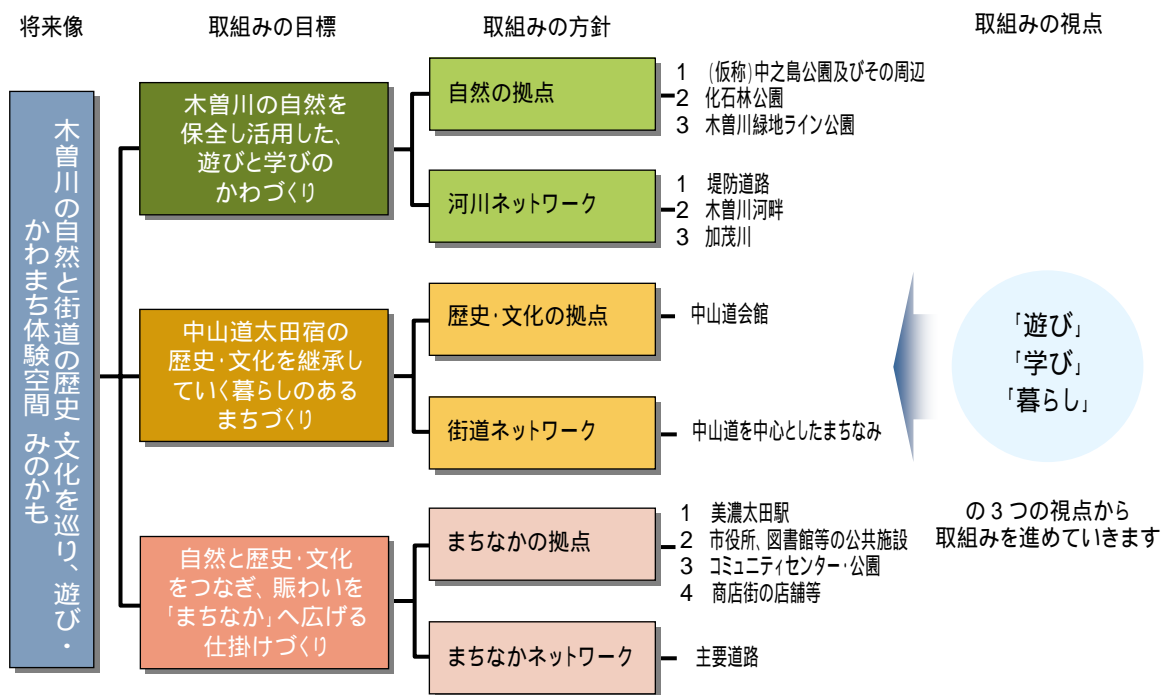 将来像
取組みの目標
取組みの方針
取組みの視点
木曽川の自然と街道の歴史・文化を巡り、遊び・
かわまち体験空間 みのかも
木曽川の自然を
保全し活用した、
遊びと学びの
かわづくり
自然の拠点
1 (仮称)中之島公園及びその周辺
2 化石林公園
3 木曽川緑地ライン公園
河川ネットワーク
1 堤防道路
2 木曽川河畔
3 加茂川
中山道太田宿の
歴史・文化を継承し
ていく暮らしのある
まちづくり
歴史・文化の拠点
中山道会館
街道ネットワーク
中山道を中心としたまちなみ
自然と歴史・文化
をつなぎ、賑わいを
「まちなか」へ広げる
仕掛けづくり
まちなかの拠点
1 美濃太田駅
2 市役所、図書館等の公共施設
3 コミュニティセンター・公園
4 商店街の店舗等
まちなかネットワーク
主要道路
「遊び」
「学び」
「暮らし」
の3つの視点から
取組みを進めていきます